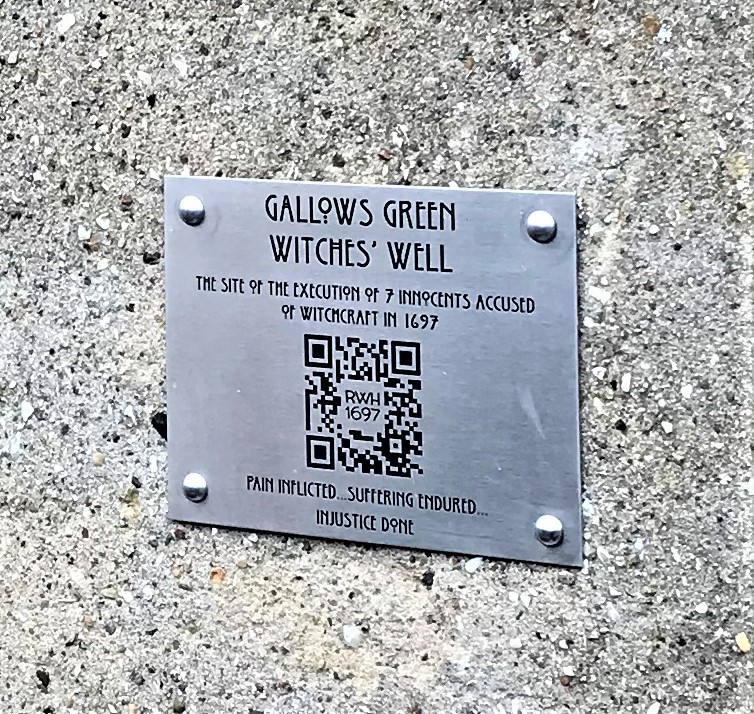 GALLOWS GREEN
WITCHES' WELL
THE SITE OF THE EXECUTION OF 7 INNOCENTS ACCUSED
OF WITCHCRAFT IN 1697
RWH
1697
PAIN INFLICTED...SUFFERING ENDURED...
INJUSTICE DONE